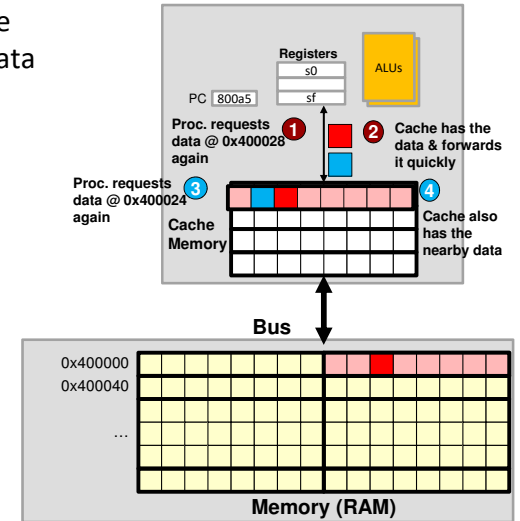 e
ata
Registers
s0
sf
ALUs
PC 800a5
Proc. requests
data @ 0x400028
again
1
2
Cache has the
data & forwards
it quickly
Proc. requests
data @ 0x400024
again
3
4
Cache also
has the
nearby data
Cache
Memory
Bus
0x400000
0x400040
...
Memory (RAM)